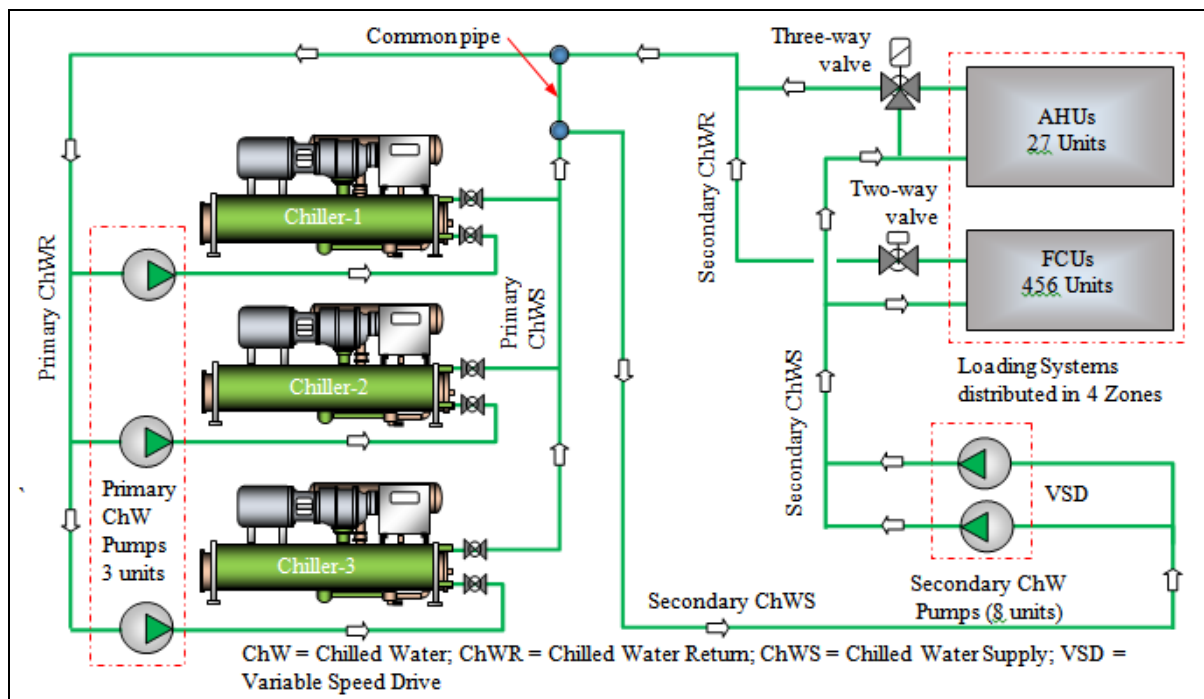 Common pipe
Three-way
valve
AHUs
27 Units
Two-way
valve
FCUs
456 Units
Loading Systems
distributed in 4 Zones
Chiller-1
Chiller-2
Chiller-3
Primary ChWR
Primary
ChWS
Secondary ChWR
Secondary ChWS
Primary
ChW
Pumps
3 units
VSD
Secondary ChWS
Secondary ChW
Pumps (8 units)
ChW = Chilled Water; ChWR = Chilled Water Return; ChWS = Chilled Water Supply; VSD =
Variable Speed Drive